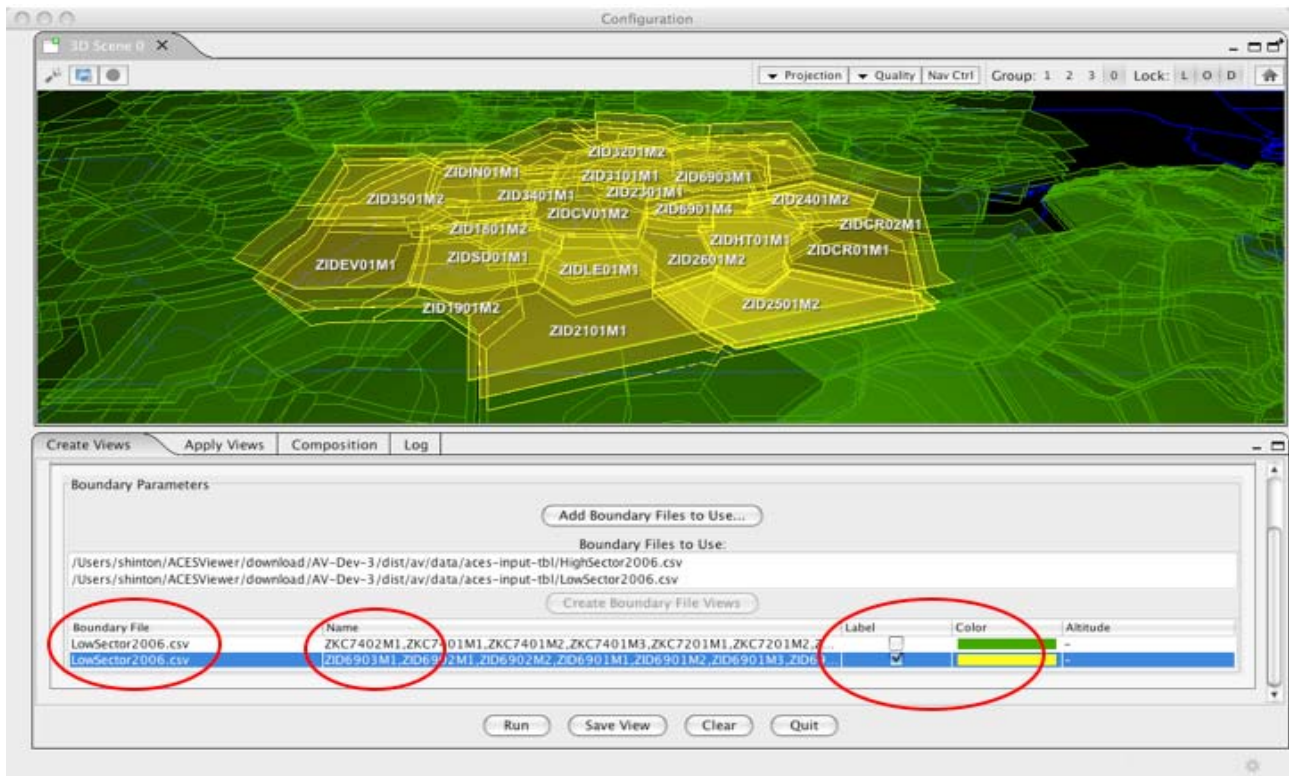 Configuration
3D Scene 0
Projection Quality Nav Ctrl Group: 1 2 3 0 Lock: L O D
ZID3201M2
ZIDIN01M1 ZID3101M1 ZID6903M1
ZID3501M2 ZID3401M1 ZID2301M1 ZID2401M2
ZIDCV01M2 ZID6901M4
ZID1801M2 ZIDCR02M1
ZIDHT01M1
ZIDEV01M1 ZIDSD01M1 ZIDLE01M1 ZID2601M2 ZIDCR01M1
ZID1901M2 ZID2501M2
ZID2101M1
Create Views Apply Views Composition Log
Boundary Parameters
Add Boundary Files to Use...
Boundary Files to Use:
/Users/shinton/ACESViewer/download/AV-Dev-3/dist/av/data/aces-input-tbl/HighSector2006.csv
/Users/shinton/ACESViewer/download/AV-Dev-3/dist/av/data/aces-input-tbl/LowSector2006.csv
Create Boundary File Views
Boundary File Name Label Color Altitude
LowSector2006.csv ZKC7402M1,ZKC7401M1,ZKC7401M2,ZKC7401M3,ZKC7201M1,ZKC7201M2,Z... -
LowSector2006.csv ZID6903M1,ZID6902M1,ZID6902M2,ZID6901M1,ZID6901M2,ZID6901M3,ZID69... -
Run Save View Clear Quit